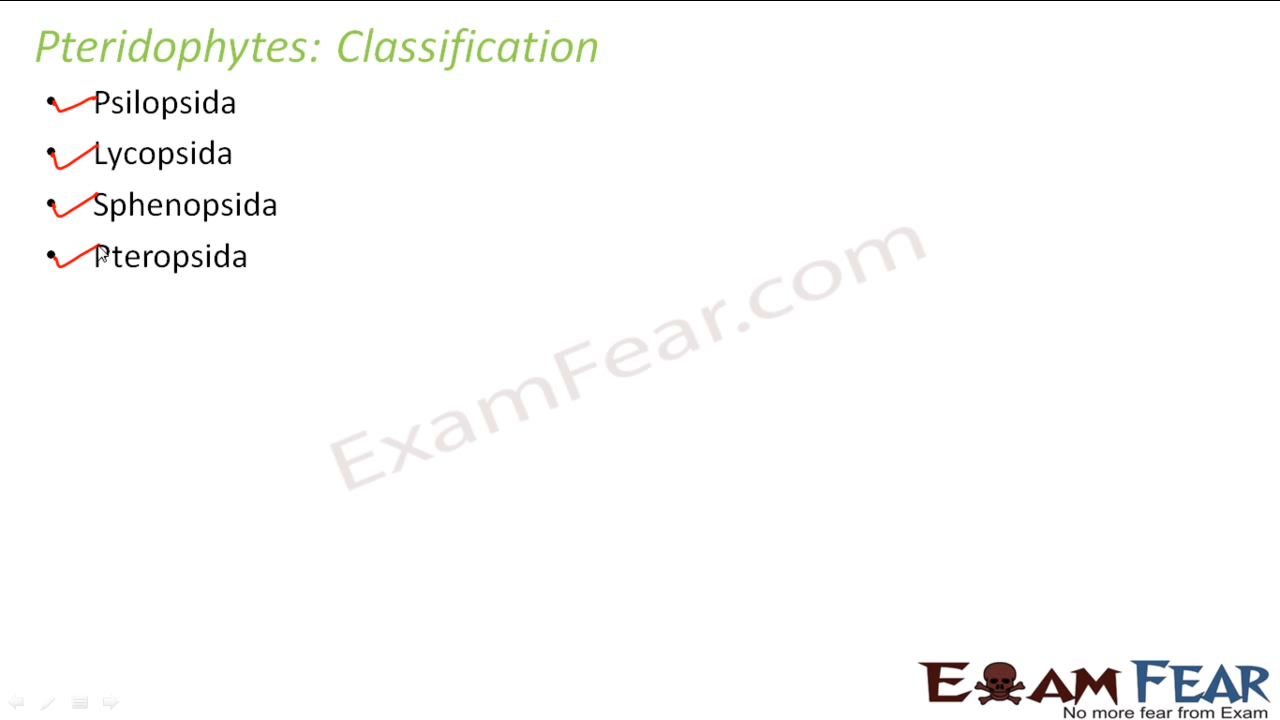 Pteridophytes: Classification
• Psilopsida
• Lycopsida
• Sphenopsida
• Pteropsida
ExamFear.com
EXAM FEAR
No more fear from Exam